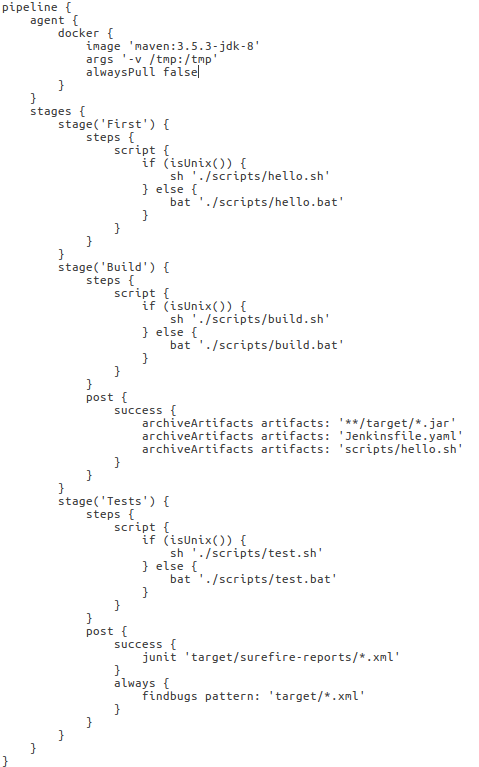 pipeline {
    agent {
        docker {
            image 'maven:3.5.3-jdk-8'
            args '-v /tmp:/tmp'
            alwaysPull false
        }
    }
    stages {
        stage('First') {
            steps {
                script {
                    if (isUnix()) {
                        sh './scripts/hello.sh'
                    } else {
                        bat './scripts/hello.bat'
                    }
                }
            }
        }
        stage('Build') {
            steps {
                script {
                    if (isUnix()) {
                        sh './scripts/build.sh'
                    } else {
                        bat './scripts/build.bat'
                    }
                }
            }
            post {
                success {
                    archiveArtifacts artifacts: '**/target/*.jar'
                    archiveArtifacts artifacts: 'Jenkinsfile.yaml'
                    archiveArtifacts artifacts: 'scripts/hello.sh'
                }
            }
        }
        stage('Tests') {
            steps {
                script {
                    if (isUnix()) {
                        sh './scripts/test.sh'
                    } else {
                        bat './scripts/test.bat'
                    }
                }
            }
            post {
                success {
                    junit 'target/surefire-reports/*.xml'
                }
                always {
                    findbugs pattern: 'target/*.xml'
                }
            }
        }
    }
}